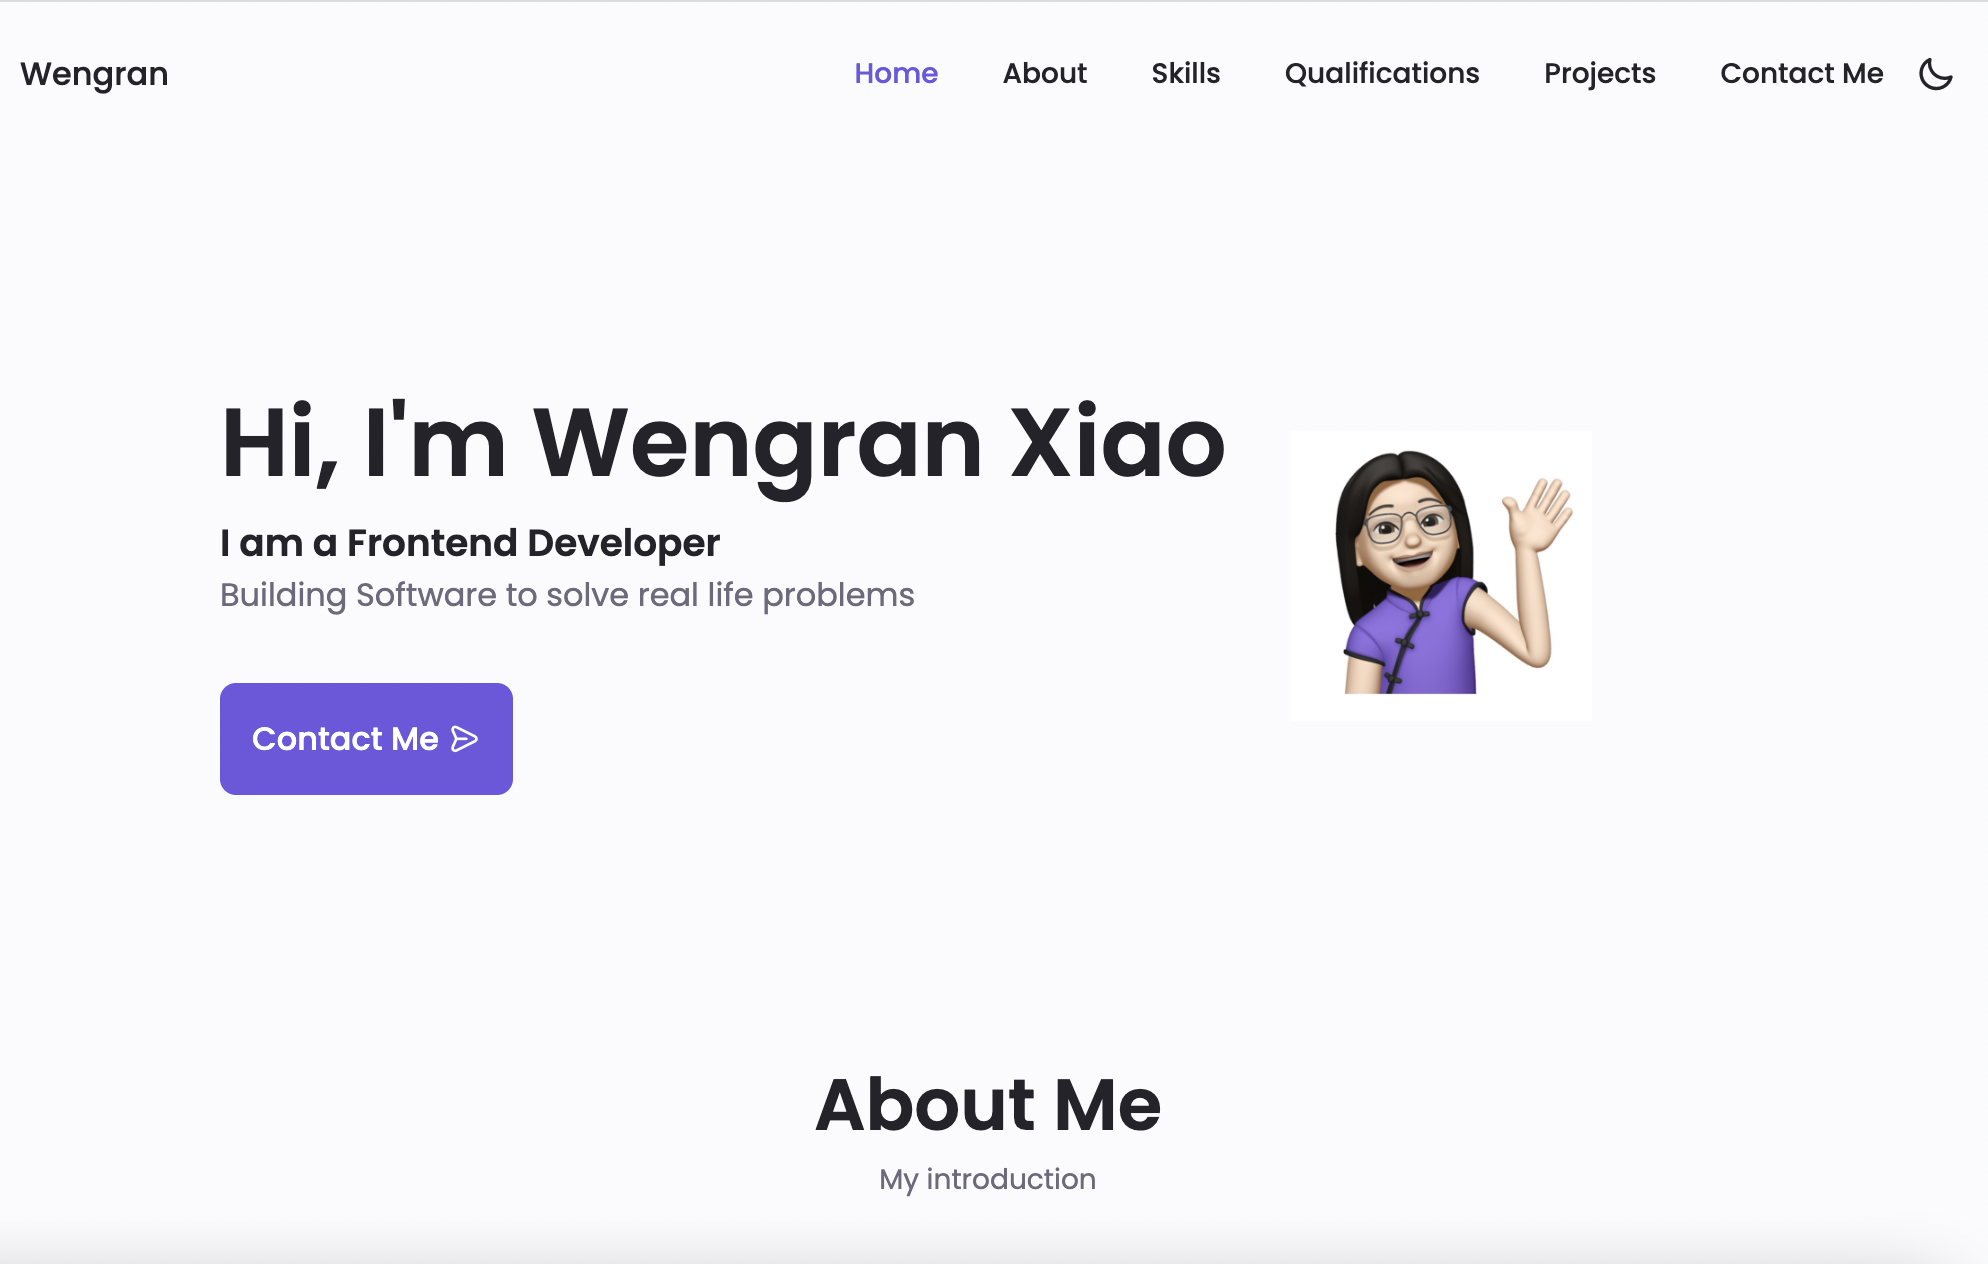 Wengran
Home About Skills Qualifications Projects Contact Me
Hi, I'm Wengran Xiao
I am a Frontend Developer
Building Software to solve real life problems
Contact Me
About Me
My introduction